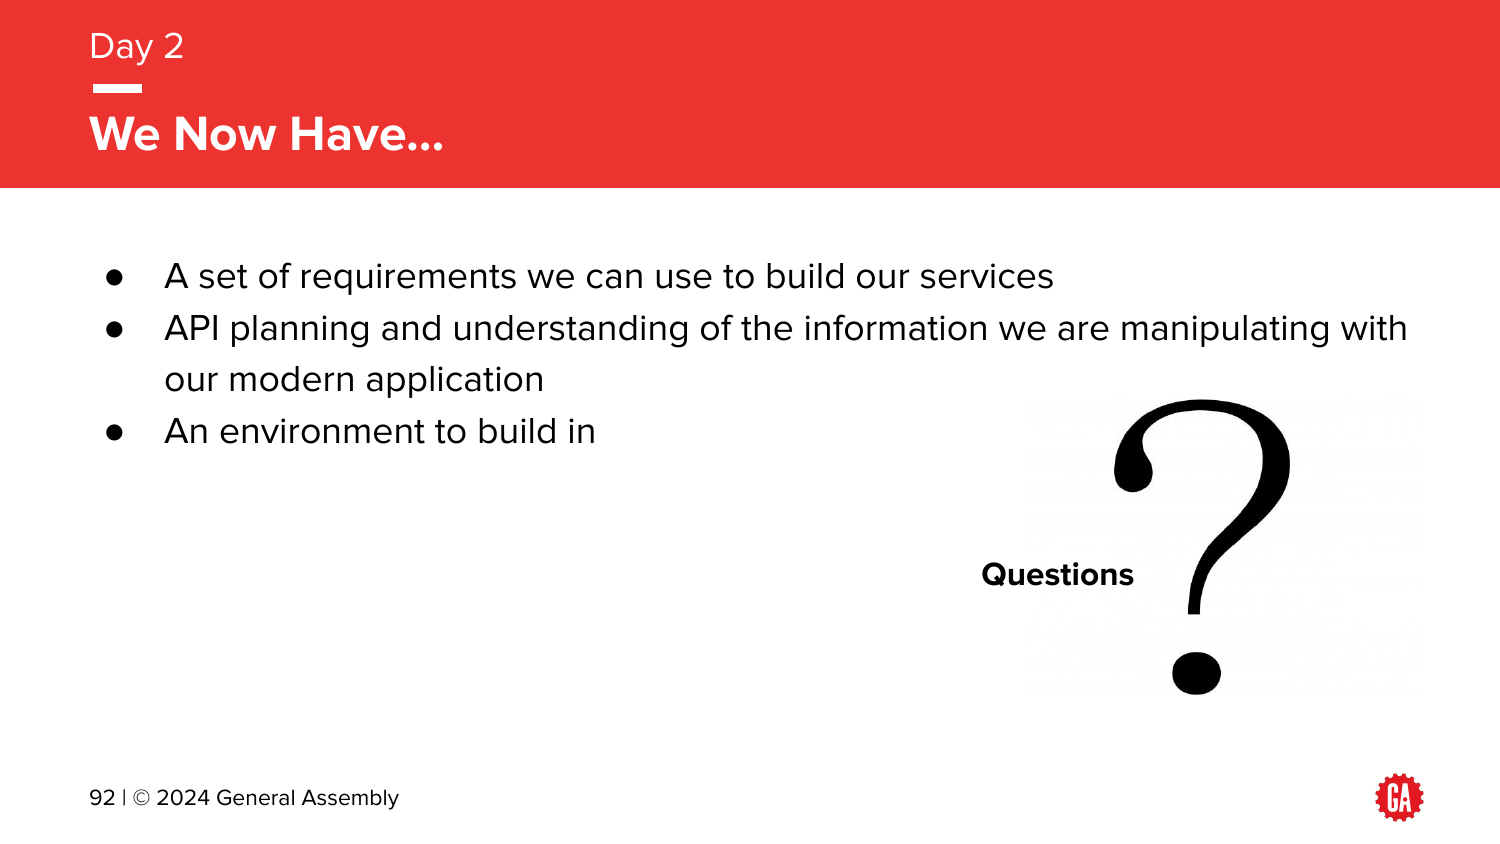 Day 2
We Now Have...
● A set of requirements we can use to build our services
● API planning and understanding of the information we are manipulating with
our modern application
● An environment to build in
Questions
?
92 | © 2024 General Assembly
GA